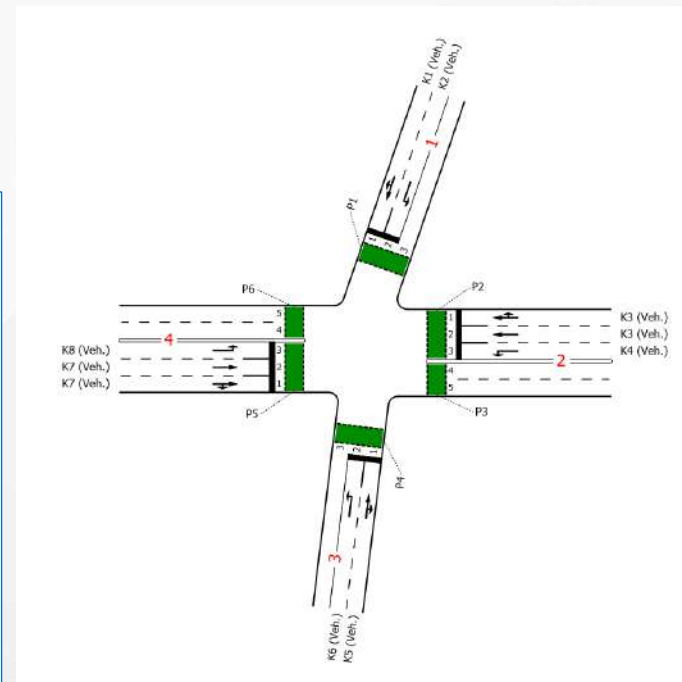 K1 (Veh.)
K2 (Veh.)
1
P1
1
2
3
P6
P2
5
4
4
3
2
1
K8 (Veh.)
K7 (Veh.)
K7 (Veh.)
1
2
3
4
5
2
K3 (Veh.)
K3 (Veh.)
K4 (Veh.)
P5
P3
3
2
1
P4
3
K6 (Veh.)
K5 (Veh.)